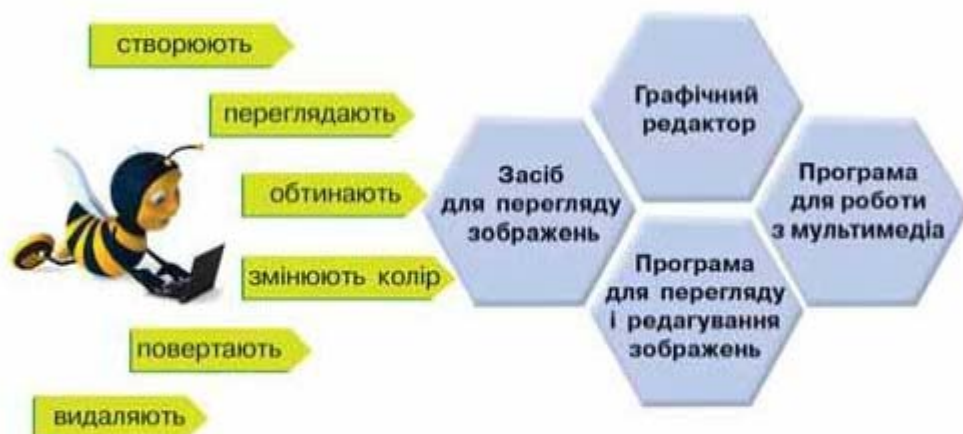 створюють
переглядають
обтинають
змінюють колір
повертають
видаляють
Засіб
для перегляду
зображень
Графічний
редактор
Програма
для перегляду
і редагування
зображень
Програма
для роботи
з мультимедіа